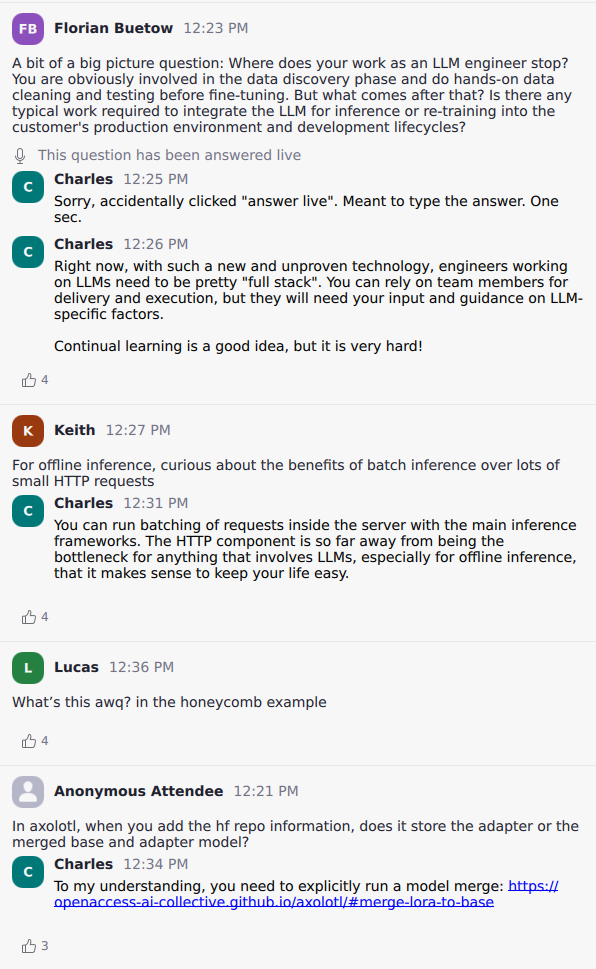 FB Florian Buetow 12:23 PM
A bit of a big picture question: Where does your work as an LLM engineer stop?
You are obviously involved in the data discovery phase and do hands-on data
cleaning and testing before fine-tuning. But what comes after that? Is there any
typical work required to integrate the LLM for inference or re-training into the
customer's production environment and development lifecycles?
This question has been answered live
C Charles 12:25 PM
Sorry, accidentally clicked "answer live". Meant to type the answer. One
sec.
C Charles 12:26 PM
Right now, with such a new and unproven technology, engineers working
on LLMs need to be pretty "full stack". You can rely on team members for
delivery and execution, but they will need your input and guidance on LLM-
specific factors.
Continual learning is a good idea, but it is very hard!
4
K Keith 12:27 PM
For offline inference, curious about the benefits of batch inference over lots of
small HTTP requests
C Charles 12:31 PM
You can run batching of requests inside the server with the main inference
frameworks. The HTTP component is so far away from being the
bottleneck for anything that involves LLMs, especially for offline inference,
that it makes sense to keep your life easy.
4
L Lucas 12:36 PM
What's this awq? in the honeycomb example
4
Anonymous Attendee 12:21 PM
In axolotl, when you add the hf repo information, does it store the adapter or the
merged base and adapter model?
C Charles 12:34 PM
To my understanding, you need to explicitly run a model merge: https://
openaccess-ai-collective.github.io/axolotl/#merge-lora-to-base
3